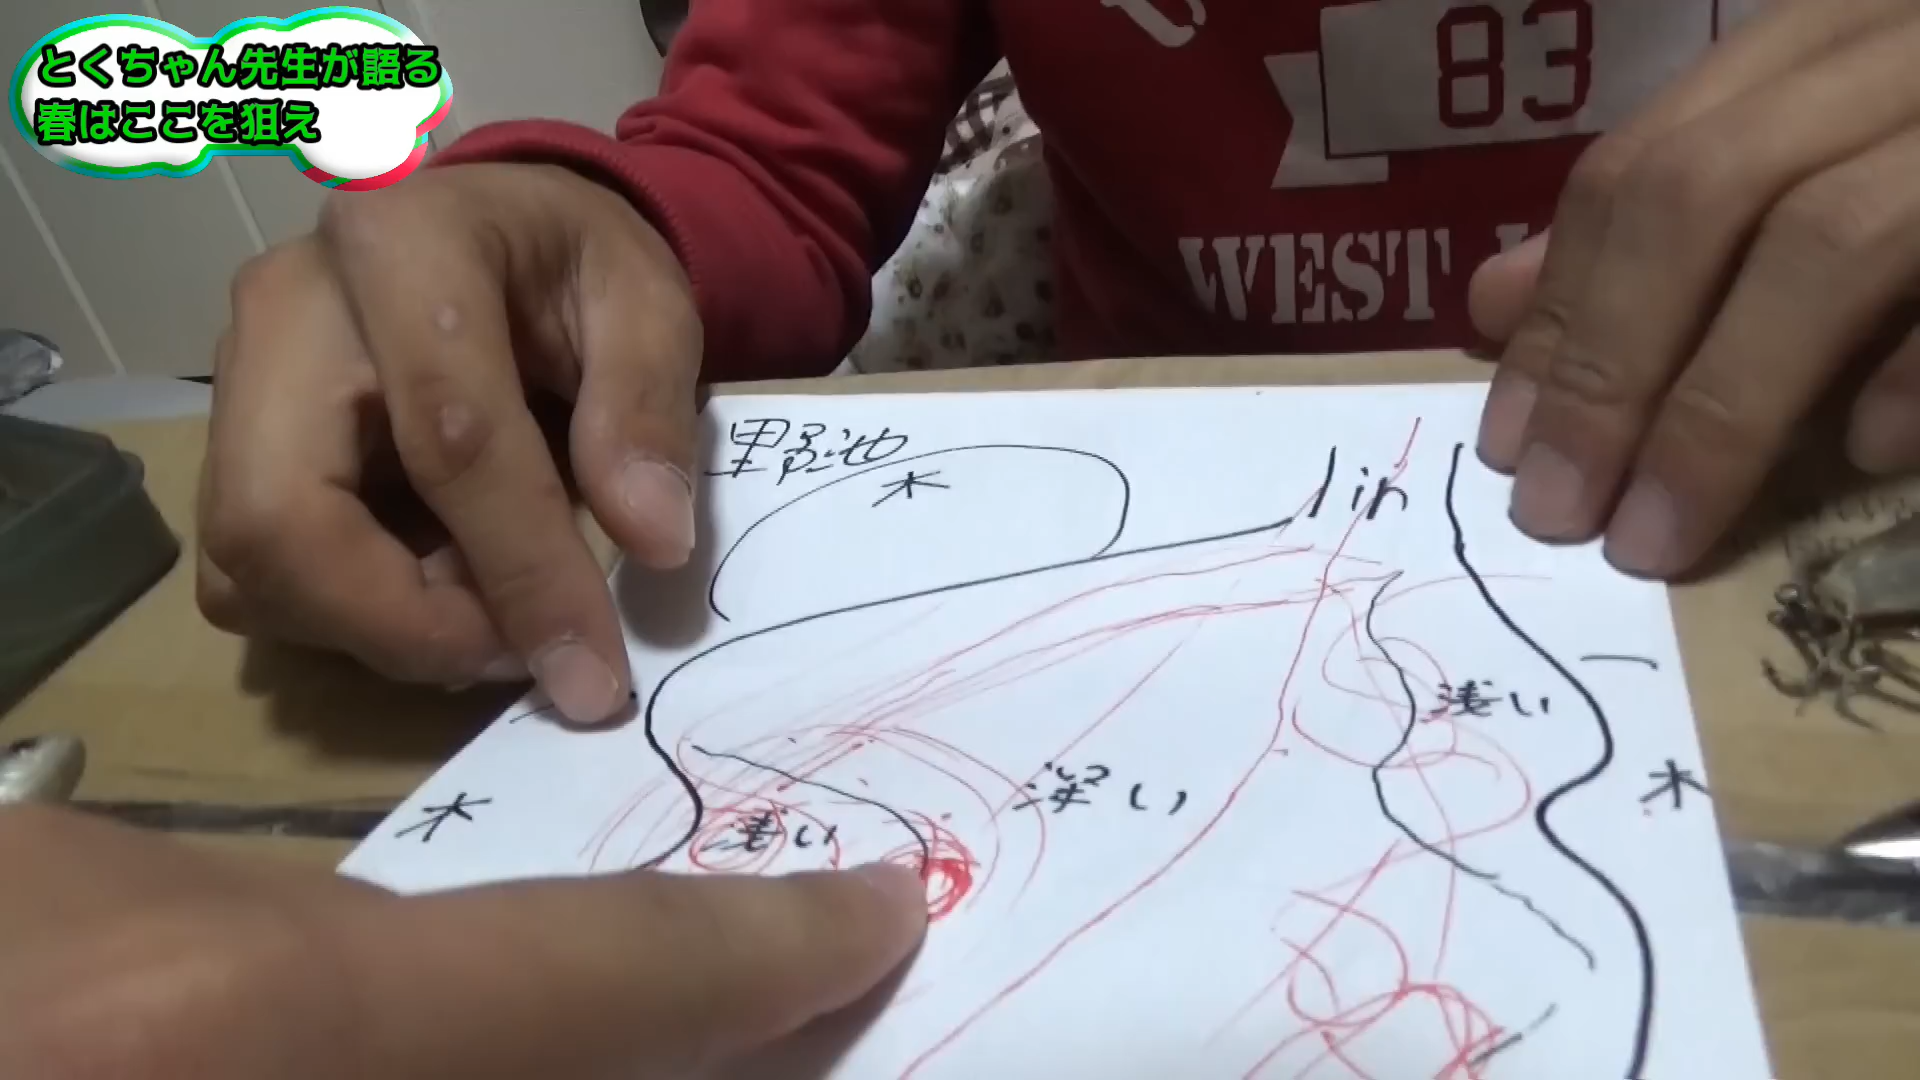 とくちゃん先生が語る
春はここを狙え
83
WEST
野池
木
in
浅い
深い
浅い
木
木